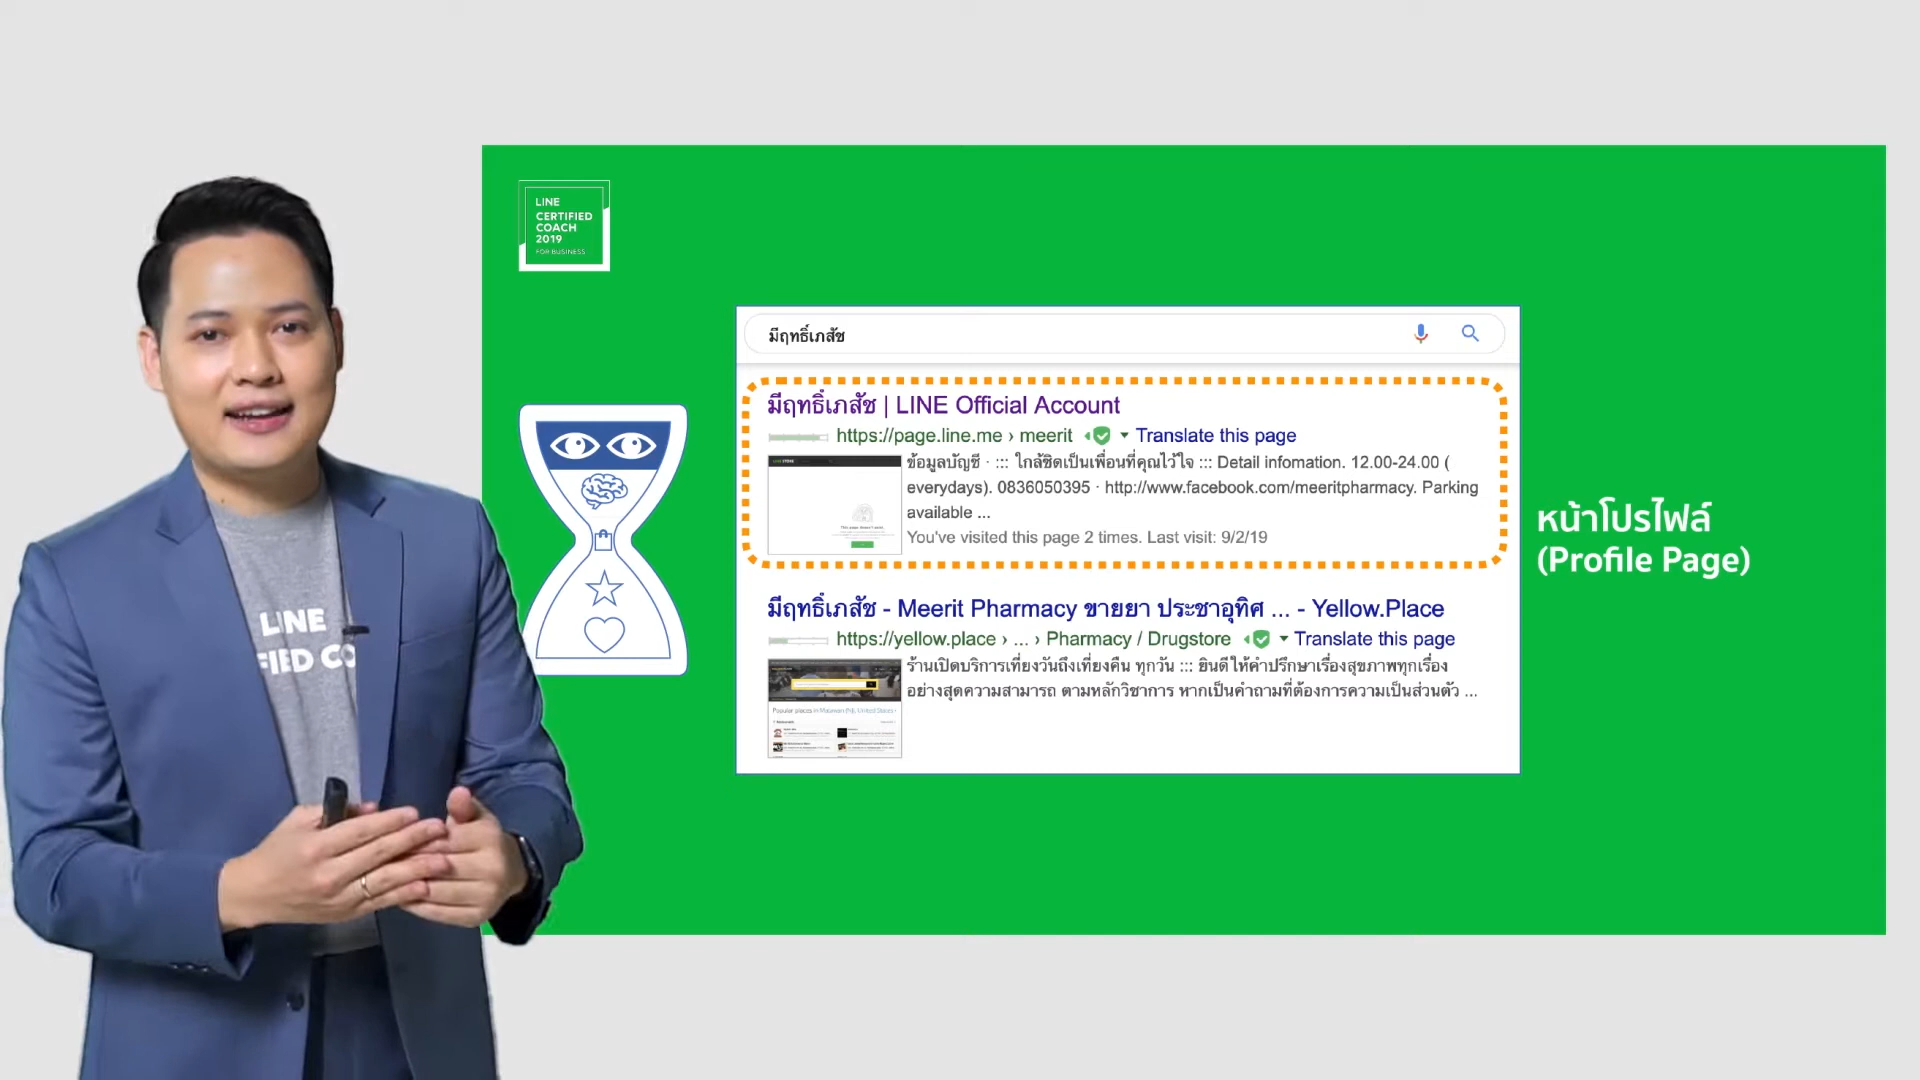 LINE
CERTIFIED
COACH
2019
FOR BUSINESS
LINE
FIED CO
มีฤทธิ์เภสัช
มีฤทธิ์เภสัช | LINE Official Account
https://page.line.me › meerit Translate this page
ข้อมูลบัญชี · ::: ใกล้ชิดเป็นเพื่อนที่คุณไว้ใจ ::: Detail infomation. 12.00-24.00 (
everydays). 0836050395 · http://www.facebook.com/meeritpharmacy. Parking
available ...
You've visited this page 2 times. Last visit: 9/2/19
มีฤทธิ์เภสัช - Meerit Pharmacy ขายยา ประชาอุทิศ ... - Yellow.Place
https://yellow.place › ... › Pharmacy / Drugstore Translate this page
ร้านเปิดบริการเที่ยงวันถึงเที่ยงคืน ทุกวัน ::: ยินดีให้คำปรึกษาเรื่องสุขภาพทุกเรื่อง
อย่างสุดความสามารถ ตามหลักวิชาการ หากเป็นคำถามที่ต้องการความเป็นส่วนตัว ...
หน้าโปรไฟล์
(Profile Page)